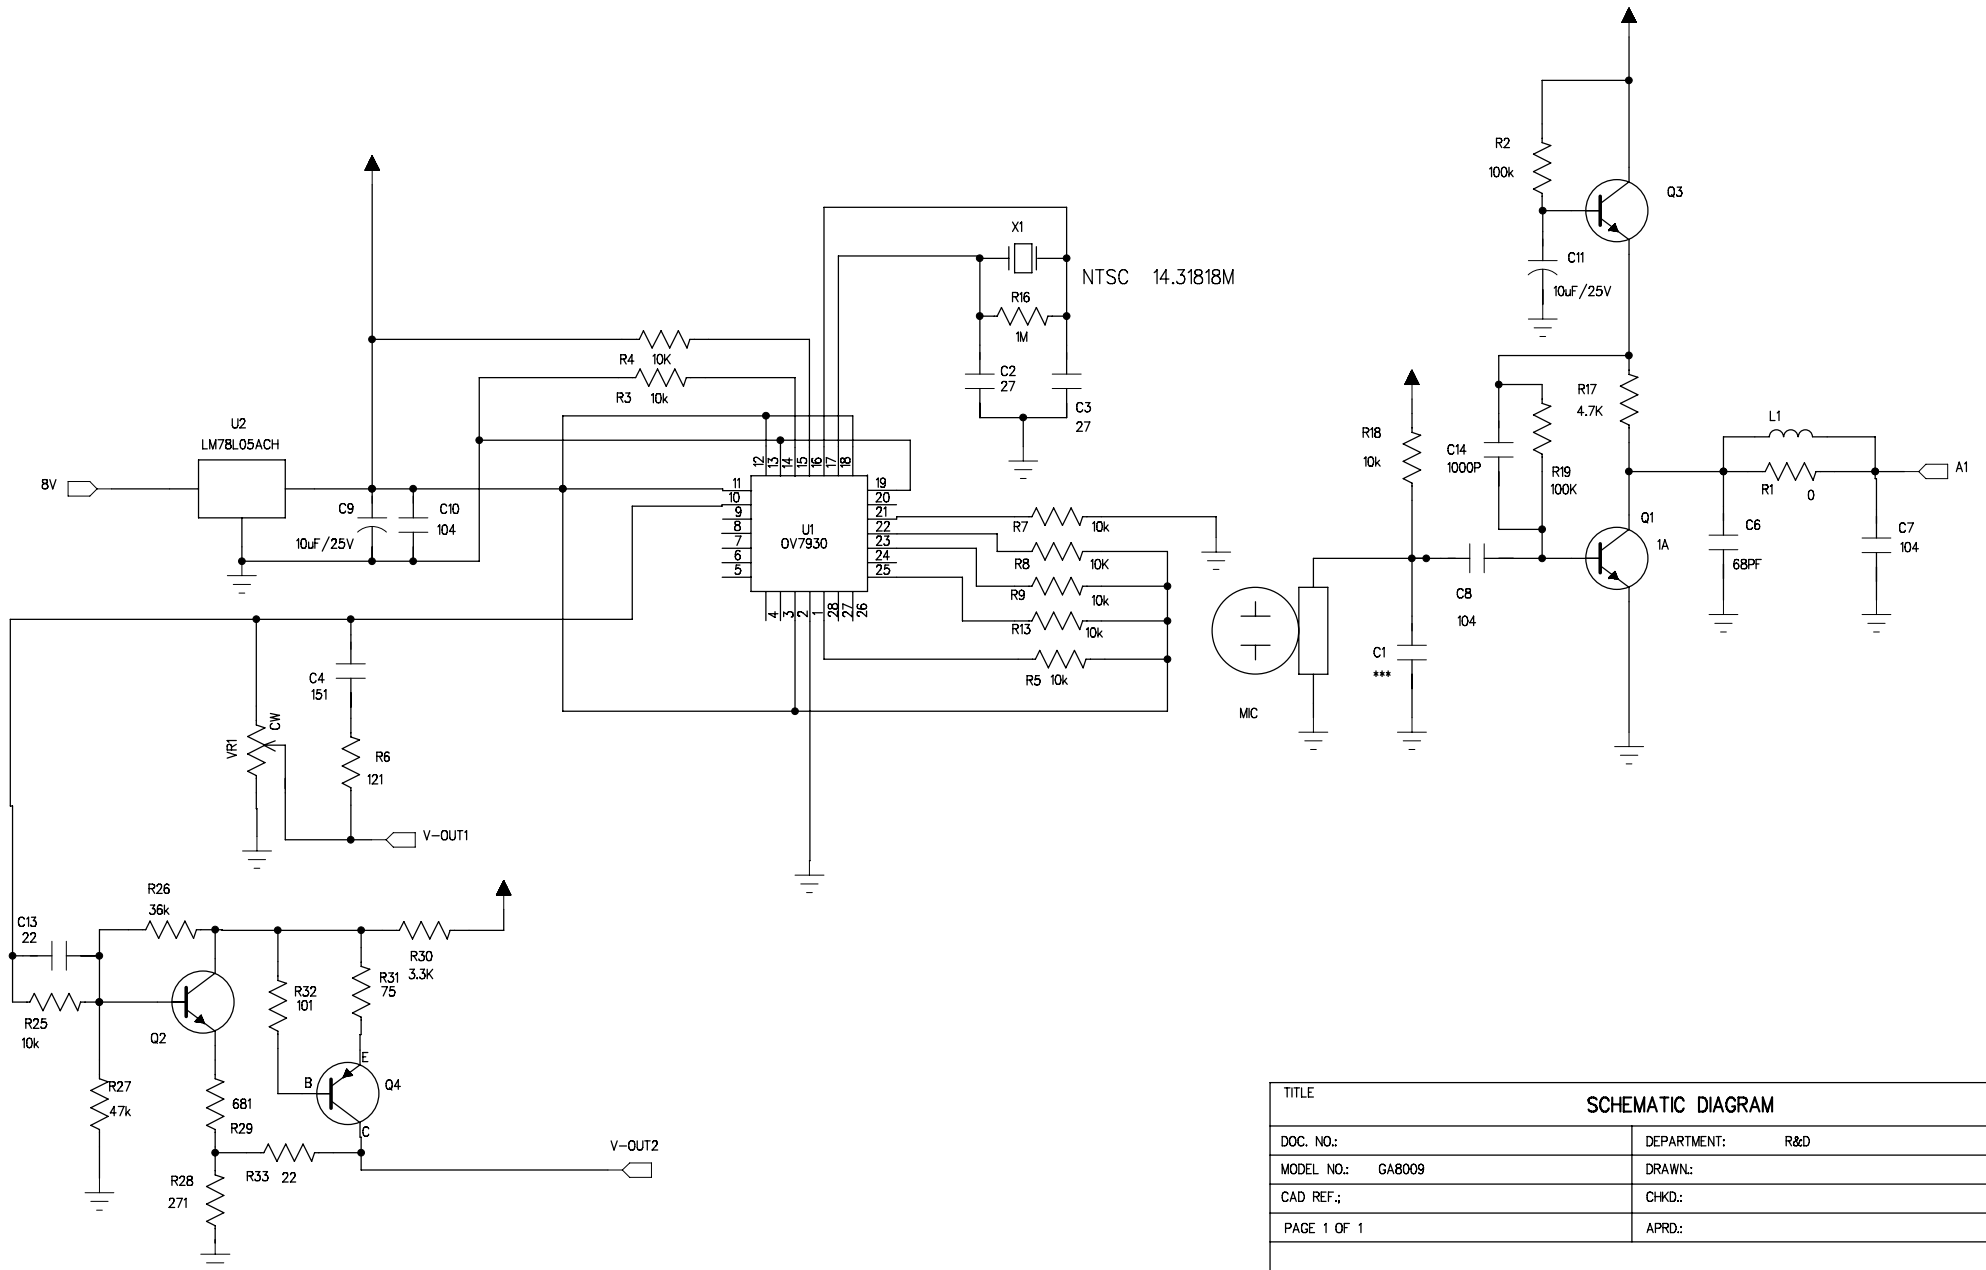 R2
100k
Q3
C11
10uF/25V
X1
NTSC 14.31818M
R16
1M
C2
27
C3
27
R4 10K
R3 10k
U2
LM78L05ACH
8V
C9
10uF/25V
C10
104
12
13
14
15
16
17
18
11
10
9
8
7
6
5
19
20
21
22
23
24
25
4
3
2
1
28
27
26
U1
OV7930
R7 10k
R8 10K
R9 10k
R13 10k
R5 10k
MIC
R18
10k
C1
***
C8
104
C14
1000P
R19
100K
R17
4.7K
Q1
1A
L1
R1 0
A1
C6
68PF
C7
104
C4
151
VR1
CW
R6
121
V-OUT1
R26
36k
C13
22
R25
10k
Q2
R27
47k
681
R29
R28
271
R32
101
R31
75
R30
3.3K
E
B
C
Q4
R33 22
V-OUT2
TITLE
SCHEMATIC DIAGRAM
DOC. NO.:
DEPARTMENT: R&D
MODEL NO.: GA8009
DRAWN.:
CAD REF.;
CHKD.:
PAGE 1 OF 1
APRD.: